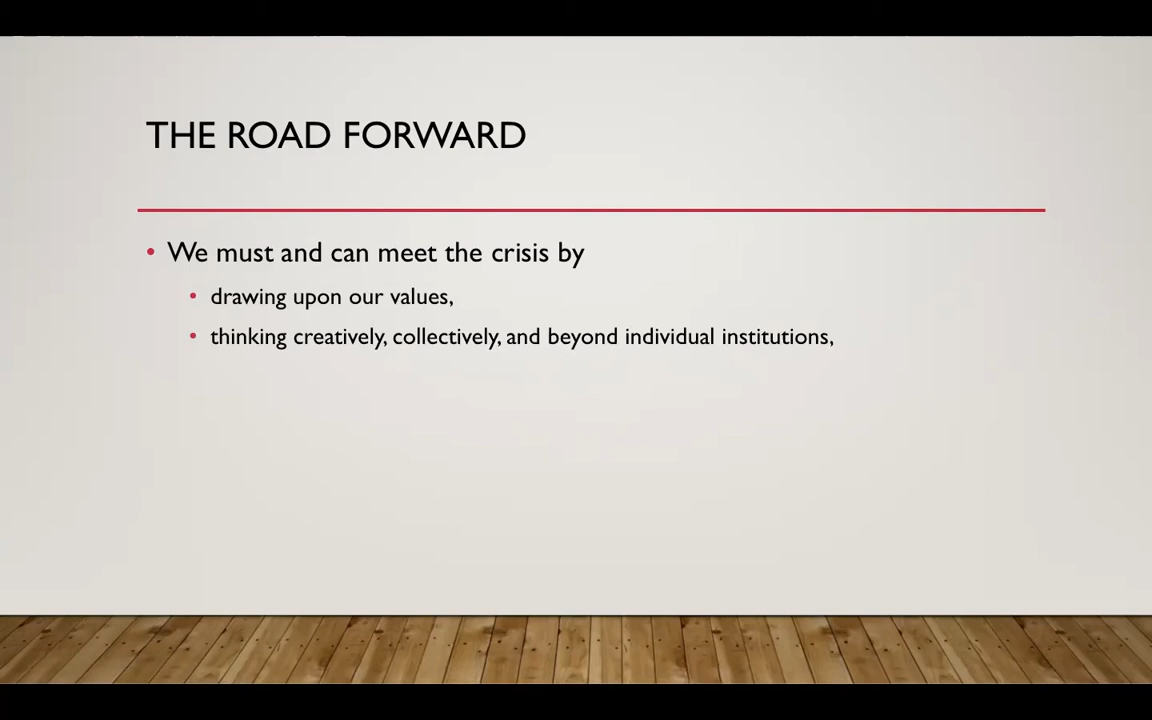 THE ROAD FORWARD
• We must and can meet the crisis by
• drawing upon our values,
• thinking creatively, collectively, and beyond individual institutions,